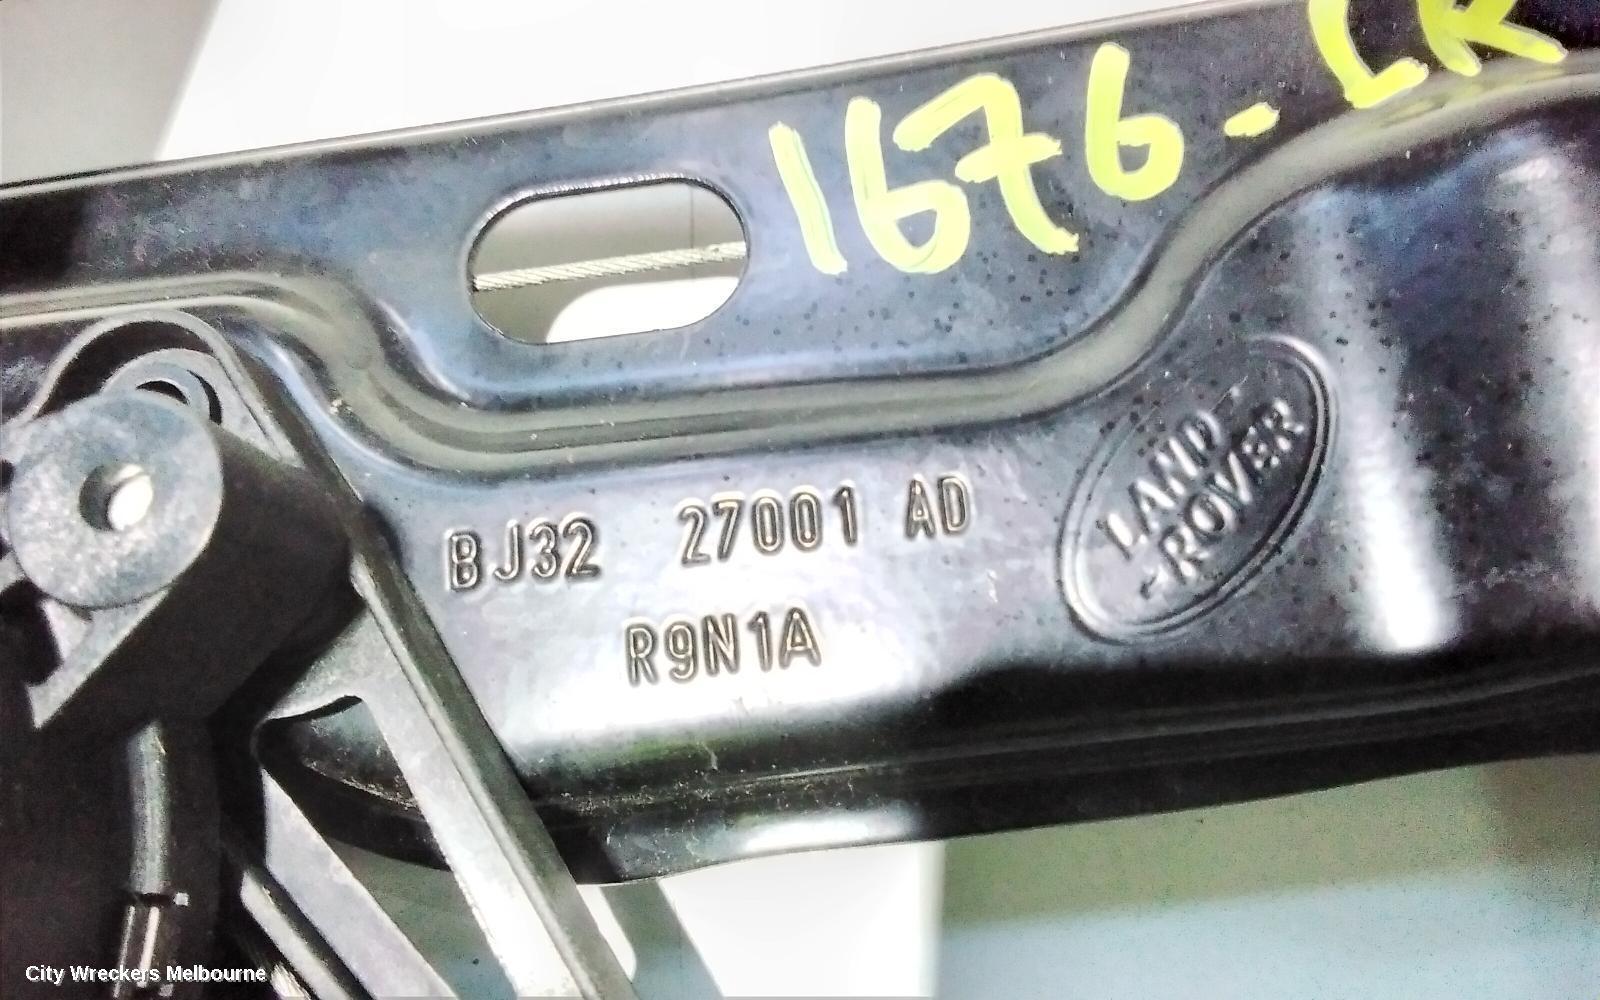 1676-LR
BJ32 27001 AD
R9N1A
LAND
ROVER
City Wreckers Melbourne